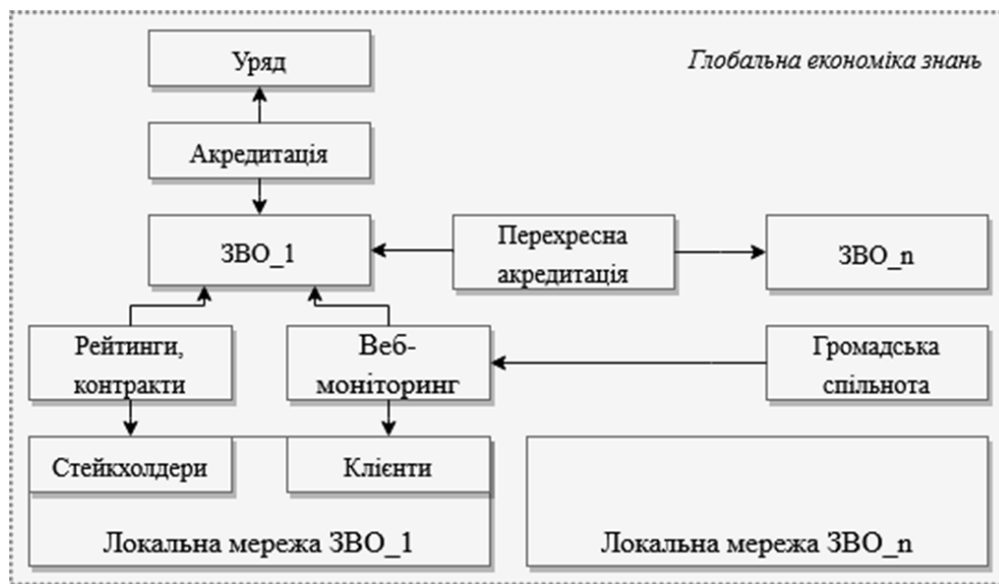 Уряд
Глобальна економіка знань
Акредитація
ЗВО_1
Перехресна
акредитація
ЗВО_n
Рейтинги,
контракти
Веб-
моніторинг
Громадська
спільнота
Стейкхолдери
Клієнти
Локальна мережа ЗВО_1
Локальна мережа ЗВО_n